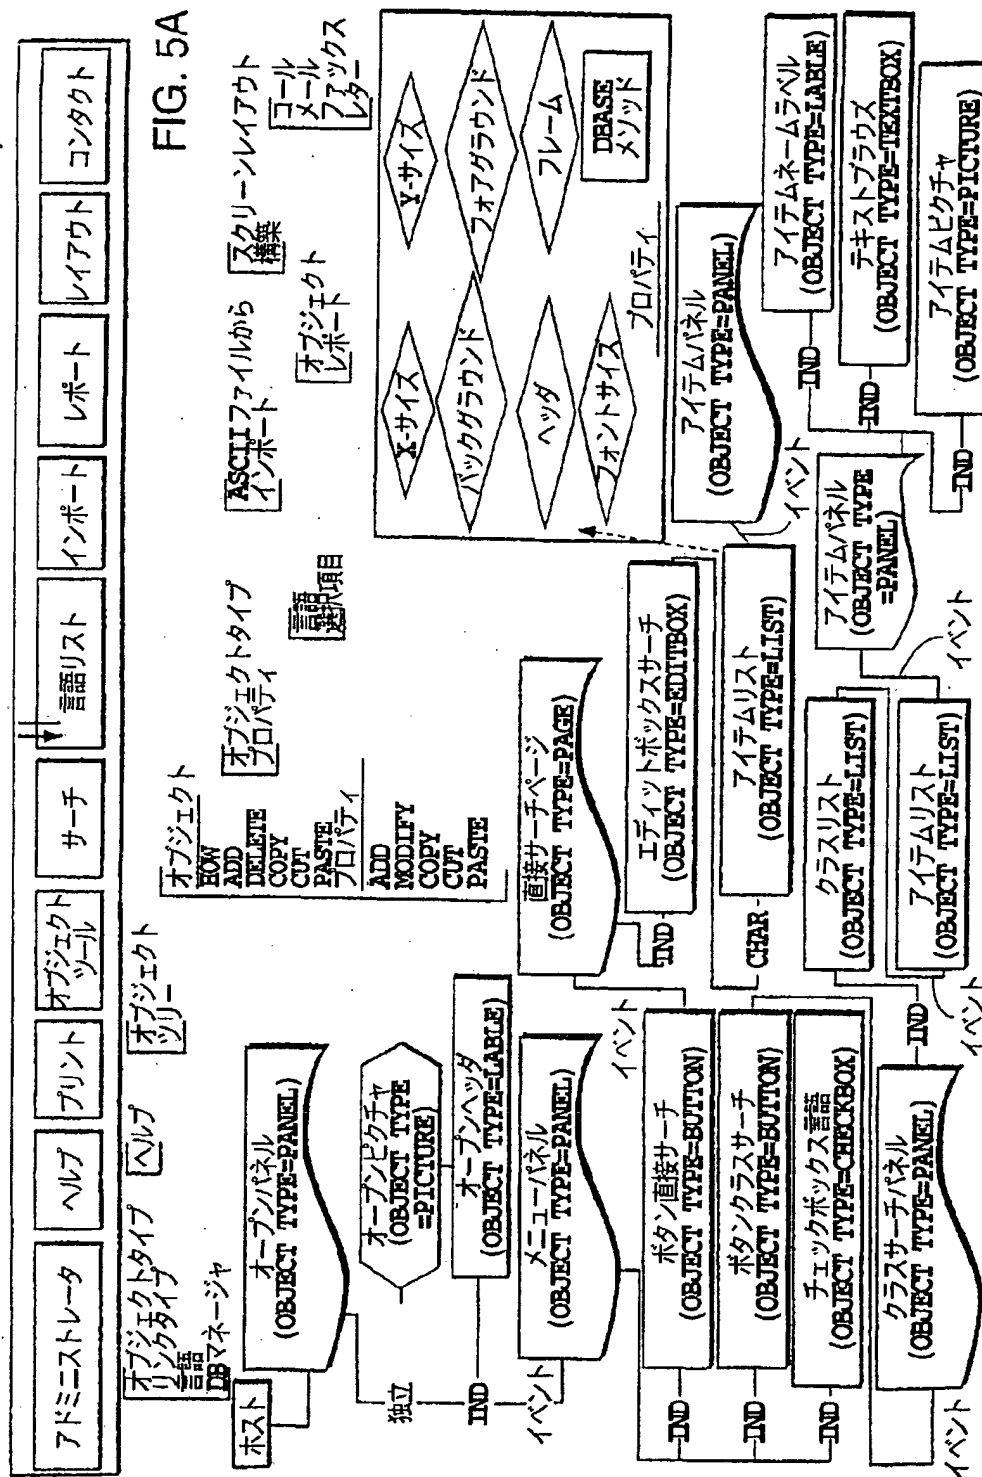 FIG. 5A
アドミニストレータ
ヘルプ
プリント
オブジェクト
ツール
サーチ
言語リスト
インポート
レポート
レイアウト
コンタクト
オブジェクトタイプ
リンクタイプ
言語
DBマネージャ
ヘルプ
オブジェクト
ツリー
オブジェクト
HOW
ADD
DELETE
COPY
CUT
PASTE
プロパティ
ADD
MODIFY
COPY
CUT
PASTE
オブジェクトタイプ
プロパティ
言語
選択項目
ASCIIファイルから
インポート
オブジェクト
レポート
スクリーンレイアウト
構築
コール
メール
ファックス
レター
ホスト
オープンパネル
(OBJECT TYPE=PANEL)
独立
オープンピクチャ
(OBJECT TYPE
=PICTURE)
IND
オープンヘッダ
(OBJECT TYPE=LABLE)
イベント
メニューパネル
(OBJECT TYPE=PANEL)
IND
ボタン直接サーチ
(OBJECT TYPE=BUTTON)
IND
ボタンクラスサーチ
(OBJECT TYPE=BUTTON)
IND
チェックボックス言語
(OBJECT TYPE=CHECKBOX)
イベント
クラスサーチパネル
(OBJECT TYPE=PANEL)
イベント
直接サーチページ
(OBJECT TYPE=PAGE)
IND
エディットボックスサーチ
(OBJECT TYPE=EDITBOX)
CHAR
アイテムリスト
(OBJECT TYPE=LIST)
IND
クラスリスト
(OBJECT TYPE=LIST)
イベント
アイテムリスト
(OBJECT TYPE=LIST)
X-サイズ
Y-サイズ
バックグラウンド
フォアグラウンド
ヘッダ
フレーム
フォントサイズ
DBASE
メソッド
プロパティ
イベント
アイテムパネル
(OBJECT TYPE=PANEL)
イベント
アイテムパネル
(OBJECT TYPE
=PANEL)
IND
アイテムネームラベル
(OBJECT TYPE=LABLE)
IND
テキストブラウズ
(OBJECT TYPE=TEXTBOX)
IND
アイテムピクチャ
(OBJECT TYPE=PICTURE)